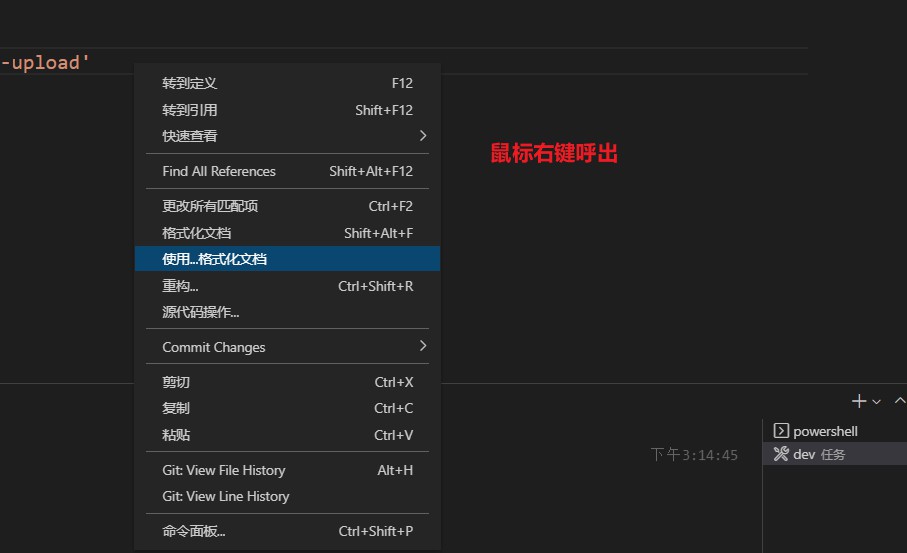 -upload'
转到定义 F12
转到引用 Shift+F12
快速查看
鼠标右键呼出
Find All References Shift+Alt+F12
更改所有匹配项 Ctrl+F2
格式化文档 Shift+Alt+F
使用...格式化文档
重构... Ctrl+Shift+R
源代码操作...
Commit Changes
剪切 Ctrl+X
复制 Ctrl+C
粘贴 Ctrl+V
powershell
下午3:14:45
dev 任务
Git: View File History Alt+H
Git: View Line History
命令面板... Ctrl+Shift+P